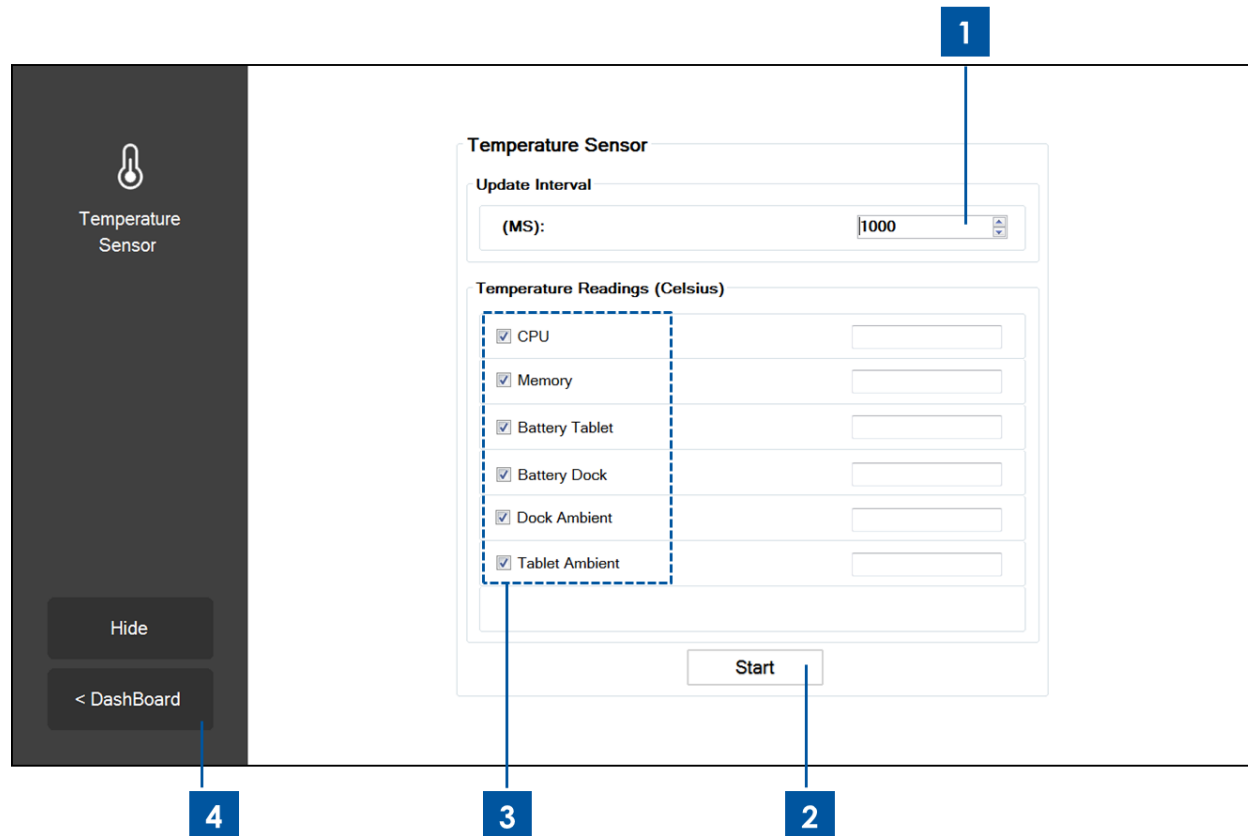 1
Temperature
Sensor
Temperature Sensor
Update Interval
(MS):
1000
Temperature Readings (Celsius)
CPU
Memory
Battery Tablet
Battery Dock
Dock Ambient
Tablet Ambient
Hide
Start
< DashBoard
4
3
2